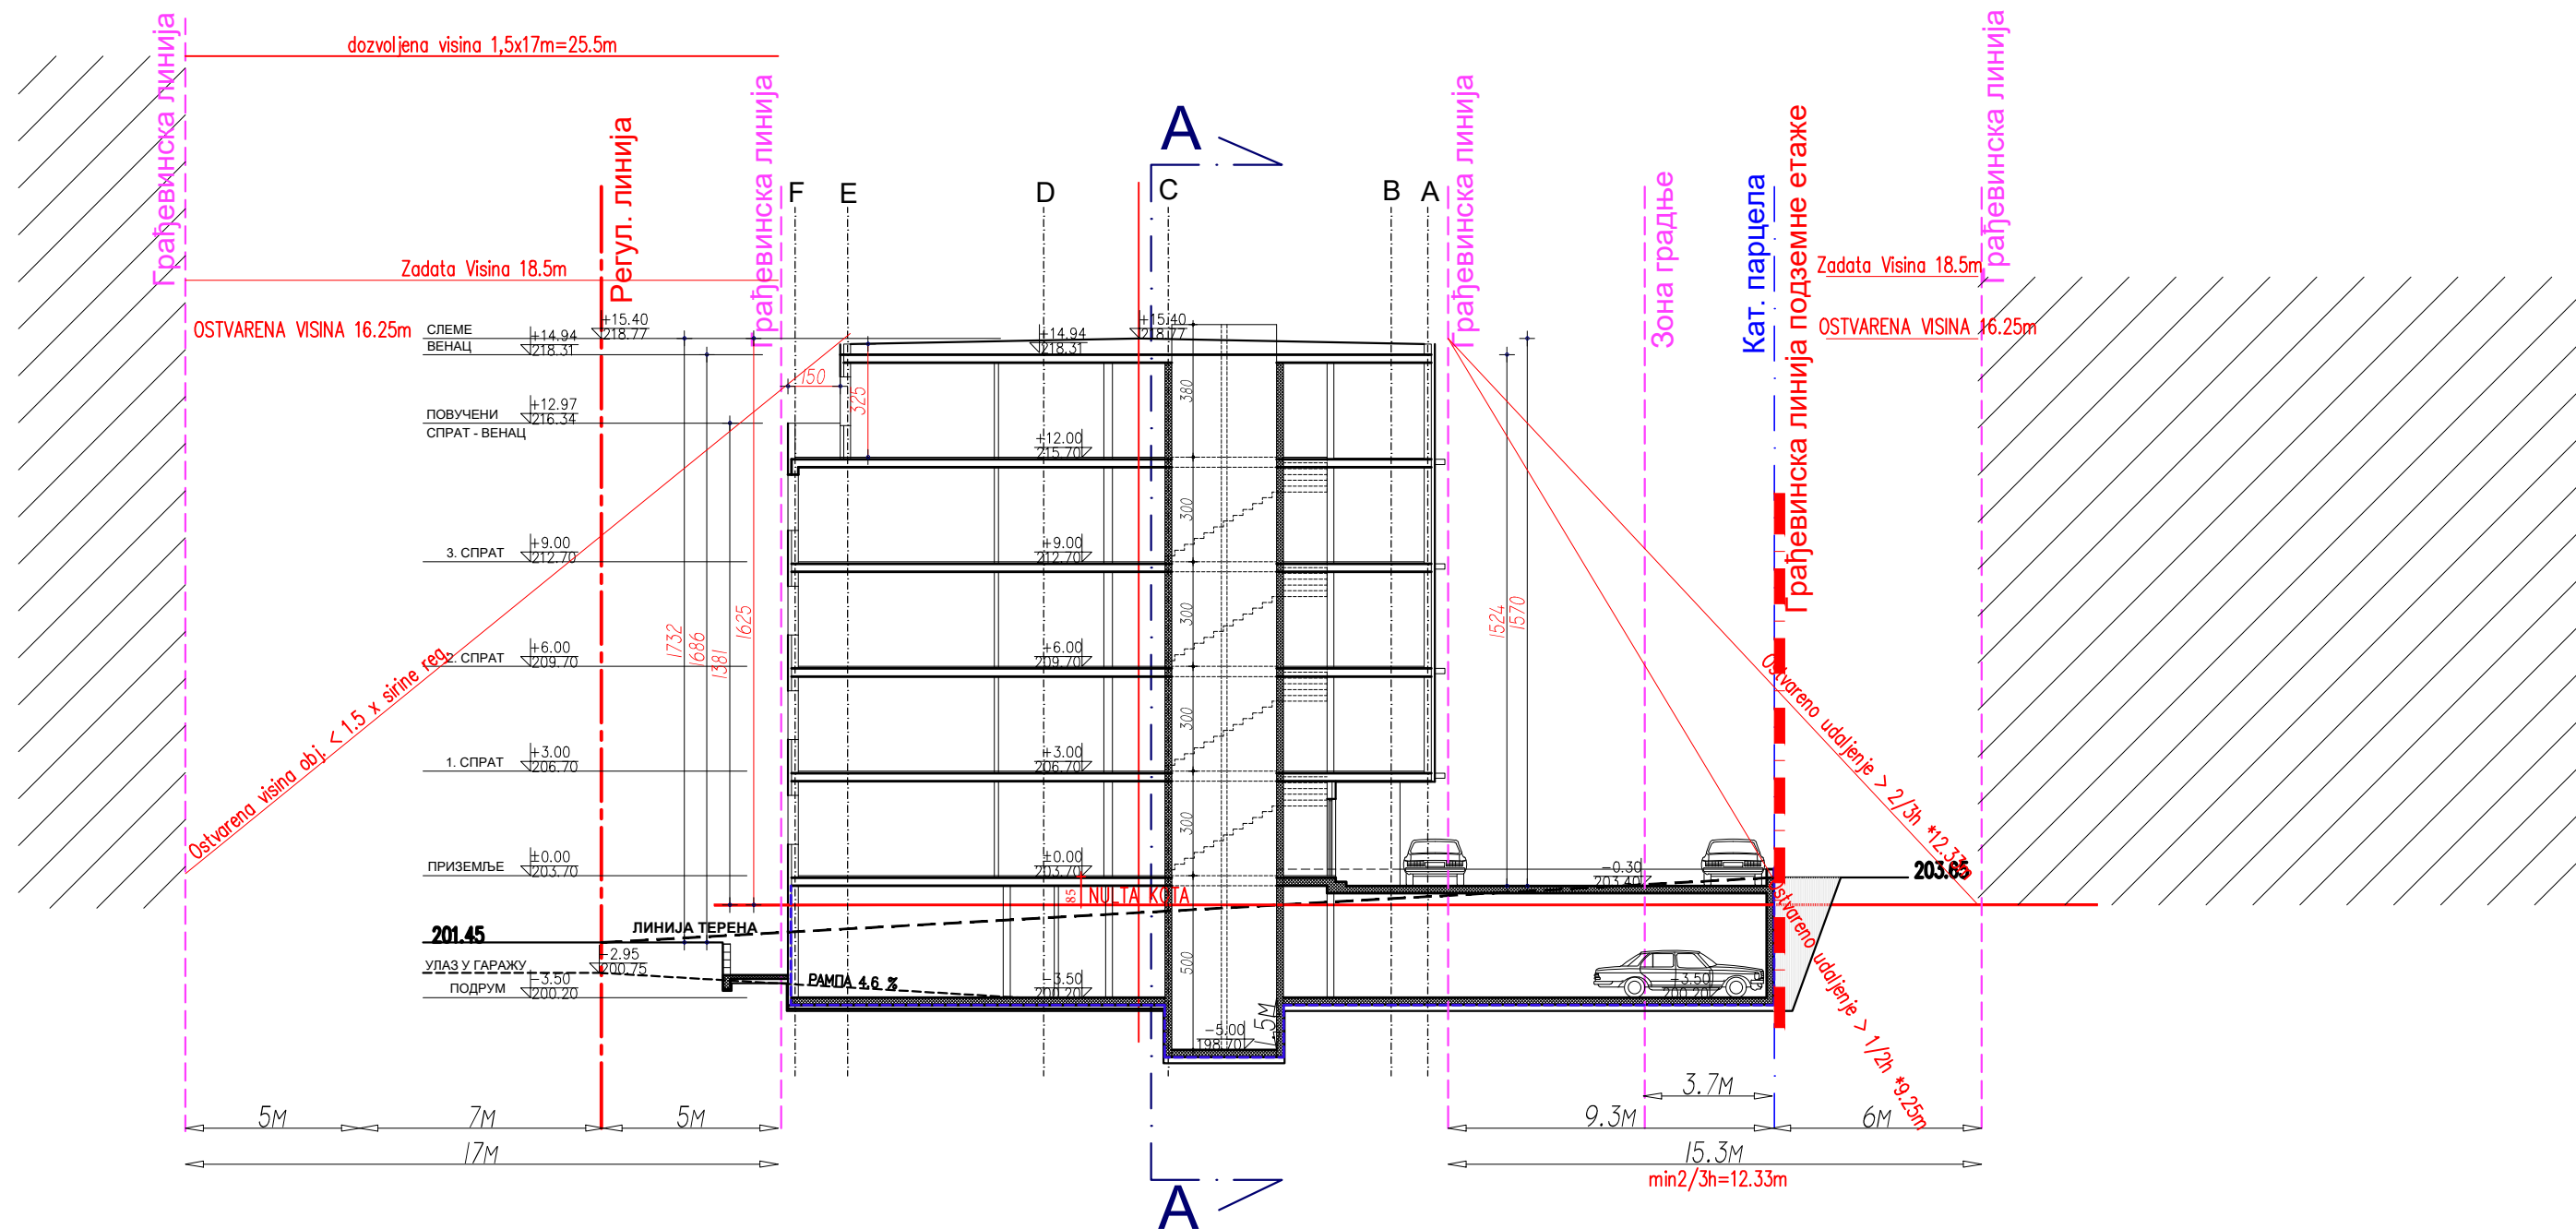 Грађевинска линија
dozvoljena visina 1,5x17m=25.5m
Регул. линија
Грађевинска линија
A
F
E
D
C
B
A
Грађевинска линија
Зона градње
Кат. парцела
Грађевинска линија подземне етаже
Грађевинска линија
Zadata Visina 18.5m
Zadata Visina 18.5m
OSTVARENA VISINA 16.25m
OSTVARENA VISINA 16.25m
СЛЕМЕ
+15.40
218.77
+15.40
218.77
ВЕНАЦ
+14.94
218.31
+14.94
218.31
150
325
380
ПОВУЧЕНИ
СПРАТ - ВЕНАЦ
+12.97
216.34
+12.00
215.70
300
3. СПРАТ
+9.00
212.70
+9.00
212.70
300
1732
1686
1381
1625
1524
1570
2. СПРАТ
+6.00
209.70
+6.00
209.70
300
1. СПРАТ
+3.00
206.70
+3.00
206.70
300
Ostvarena visina obj. < 1.5 x sirine reg.
Ostvareno udaljenje > 2/3h *12.33m
Ostvareno udaljenje > 1/2h *9.25m
ПРИЗЕМЉЕ
±0.00
203.70
±0.00
203.70
-0.30
203.40
203.65
85
NULTA KOTA
201.45
ЛИНИЈА ТЕРЕНА
УЛАЗ У ГАРАЖУ
-2.95
200.75
РАМПА 4.6 %
ПОДРУМ
-3.50
200.20
-3.50
200.20
-3.50
200.20
500
-5.00
198.70
5M
5M
7M
5M
17M
3.7M
9.3M
6M
15.3M
min2/3h=12.33m
A